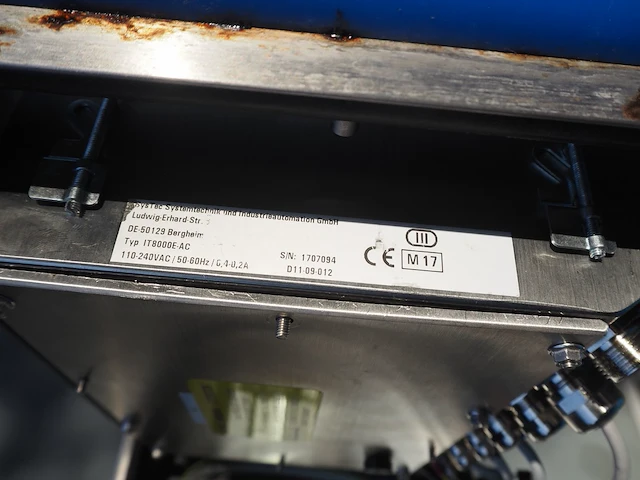 SysTec Systemtechnik und Industrieautomation GmbH
Ludwig-Erhard-Str.
DE-50129 Bergheim
Typ IT8000E-AC
110-240VAC / 50-60Hz / 0,4-0,2A
S/N: 1707094
D11-09-012
III
CE M 17